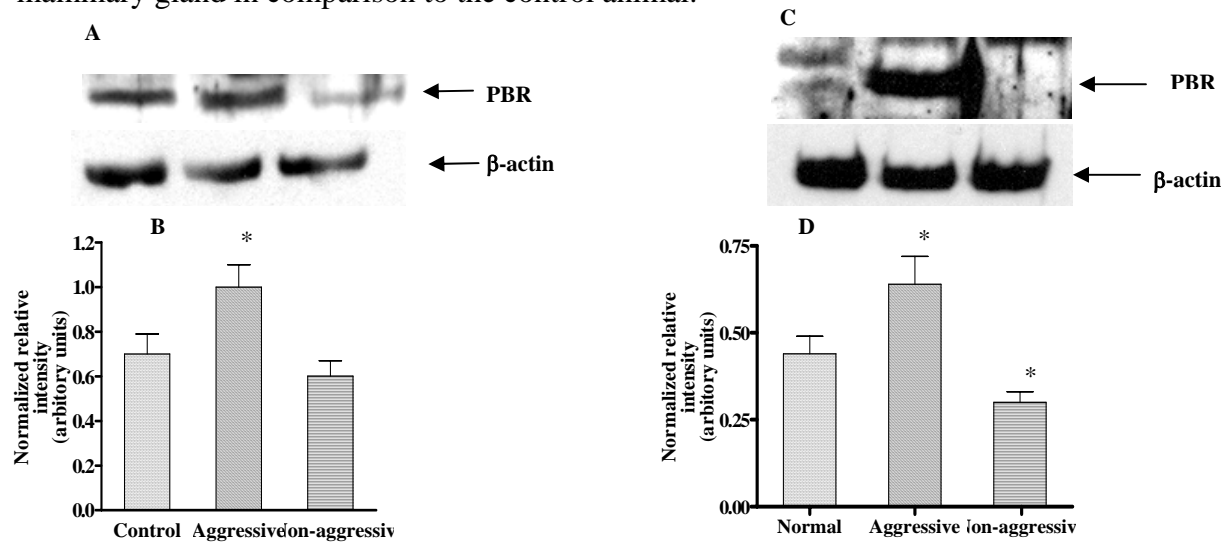 mammary gland in comparison to the control animal.
A
PBR
β-actin
B
Normalized relative
intensity
(arbitory units)
1.2
1.0
0.8
0.6
0.4
0.2
0.0
*
Control Aggressive on-aggressiv
C
PBR
β-actin
D
Normalized relative
intensity
(arbitory units)
0.75
0.50
0.25
0.00
*
*
Normal Aggressive on-aggressiv